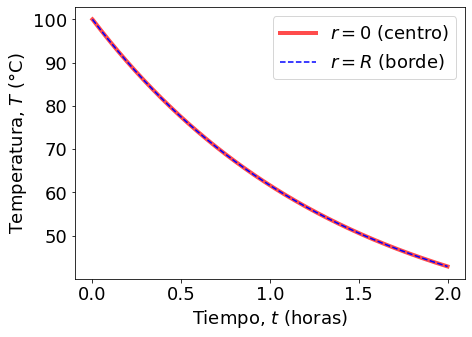 r = 0 (centro)
r = R (borde)
Temperatura, T (°C)
100
90
80
70
60
50
0.0 0.5 1.0 1.5 2.0
Tiempo, t (horas)